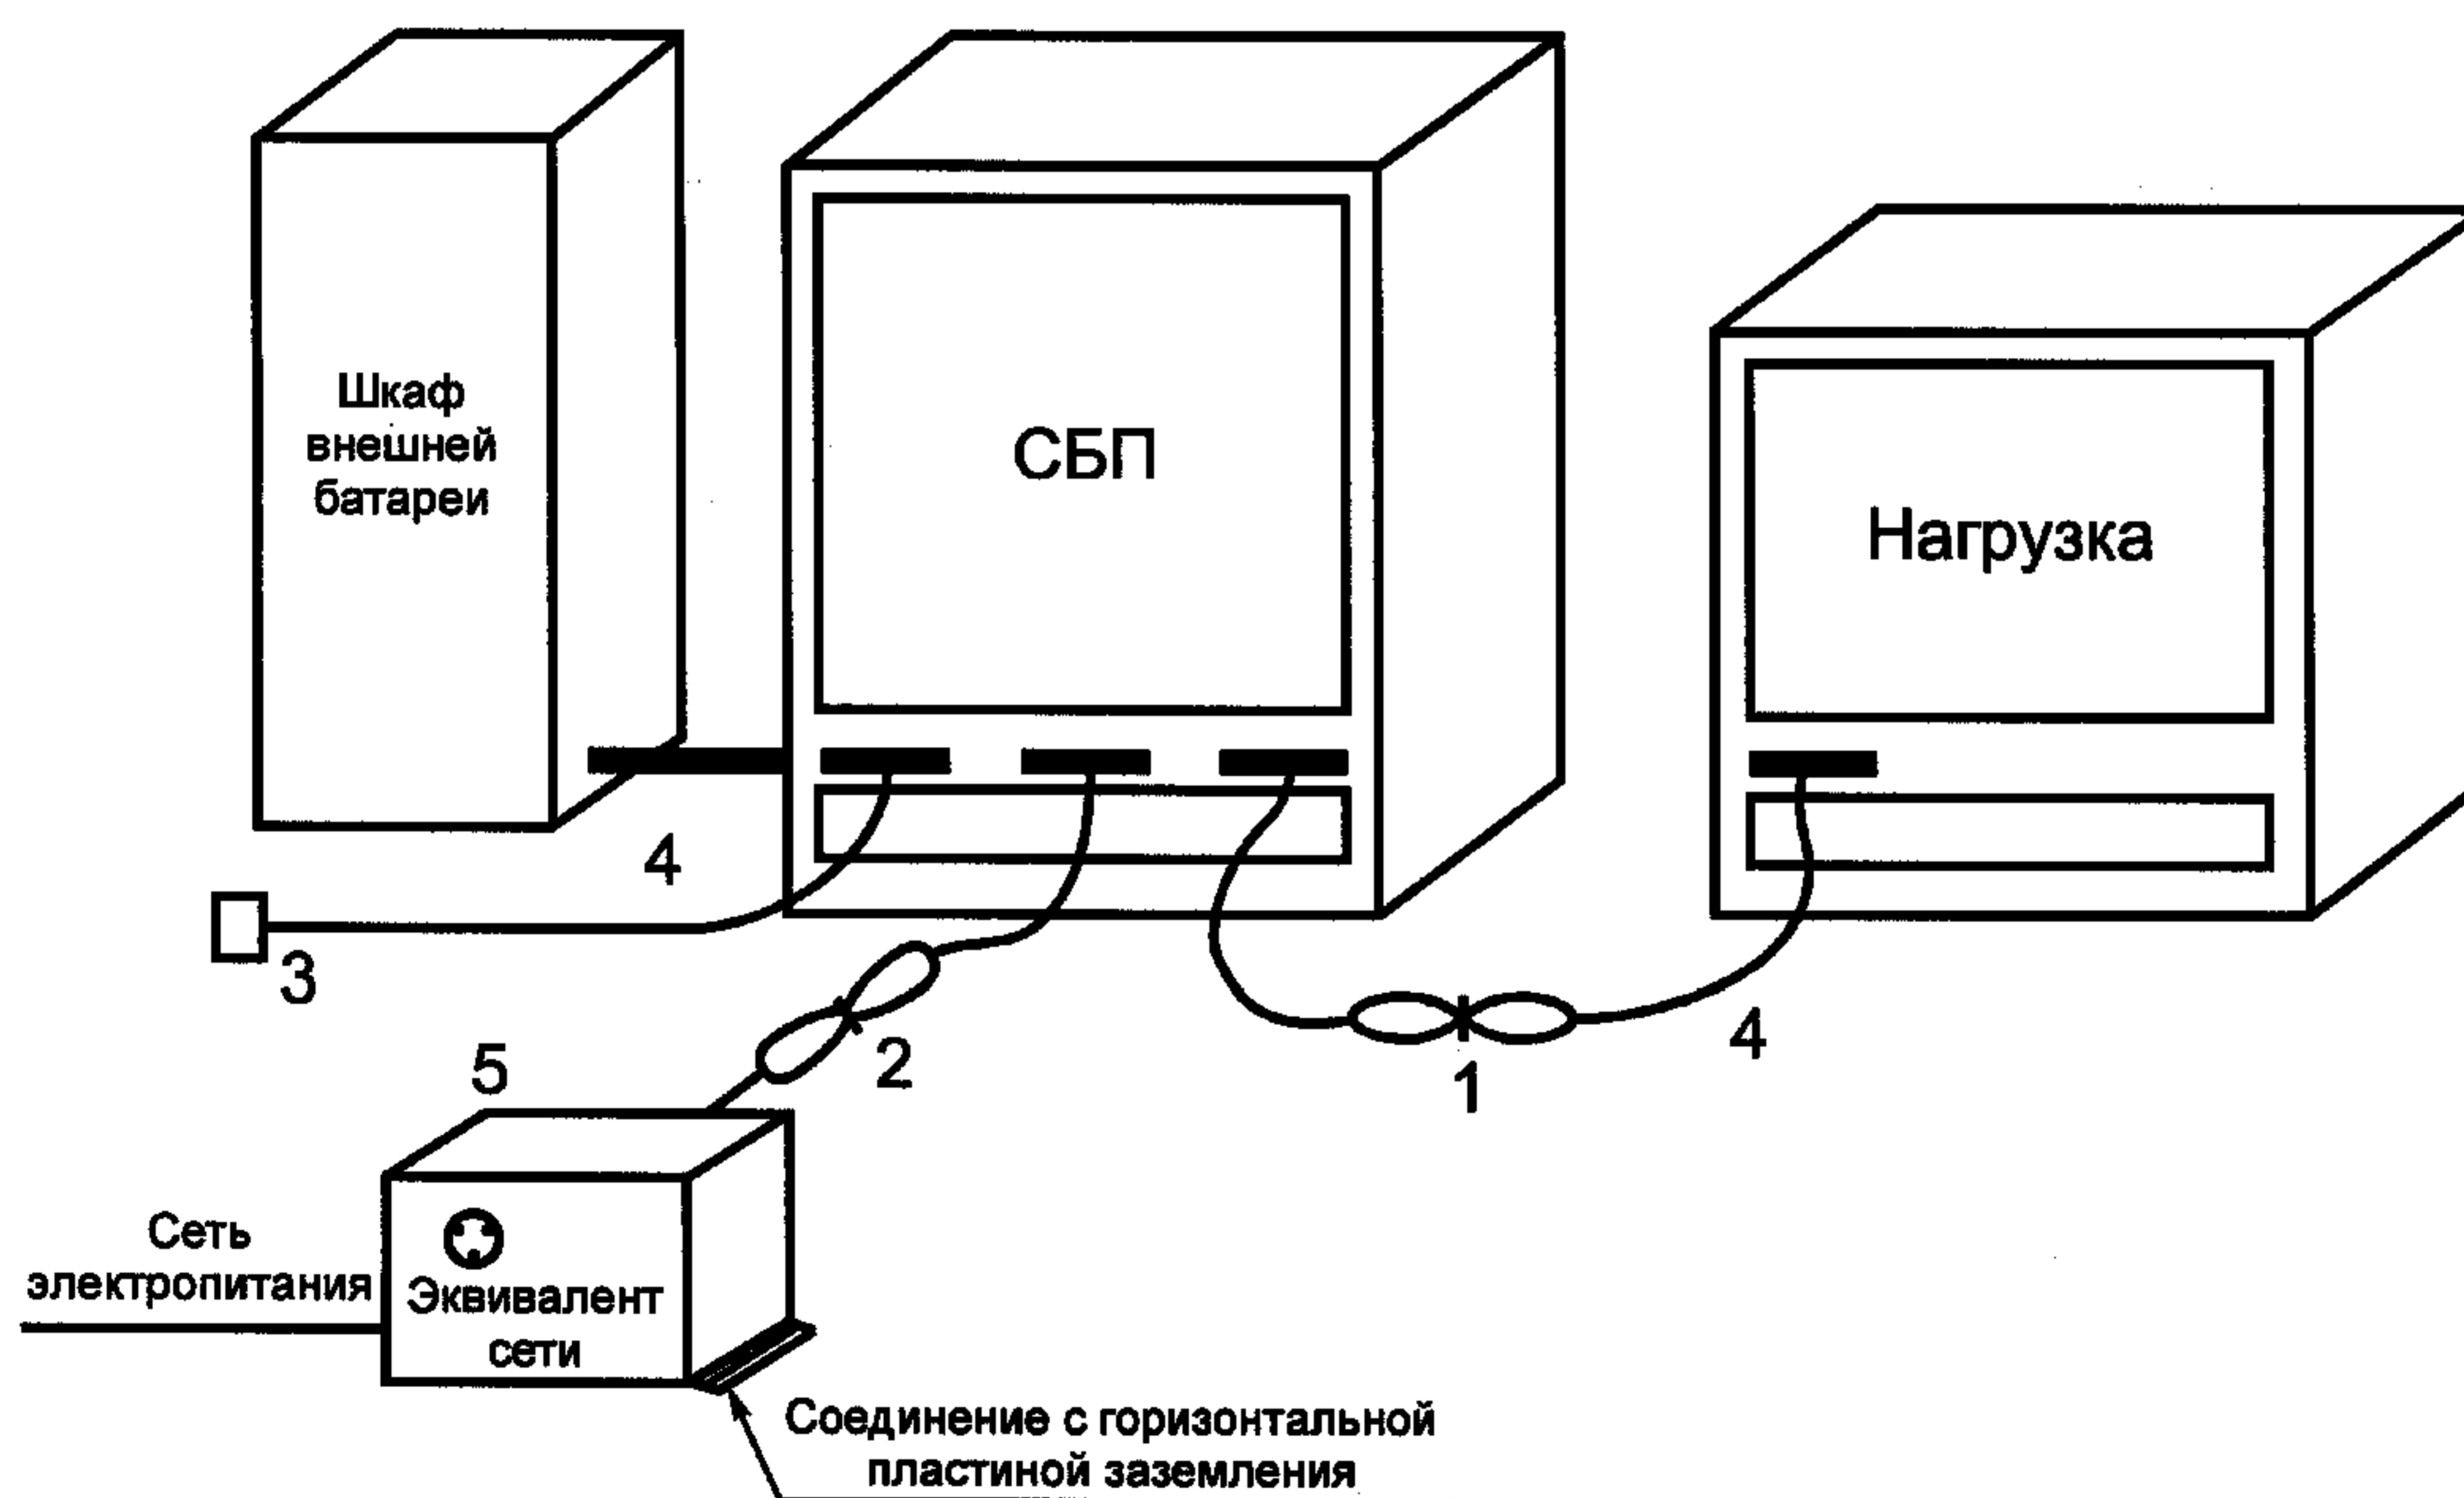 Шкаф
внешней
батареи
СБП
Нагрузка
4
3
2
1
4
5
Сеть
электропитания
Эквивалент
сети
Соединение с горизонтальной
пластиной заземления